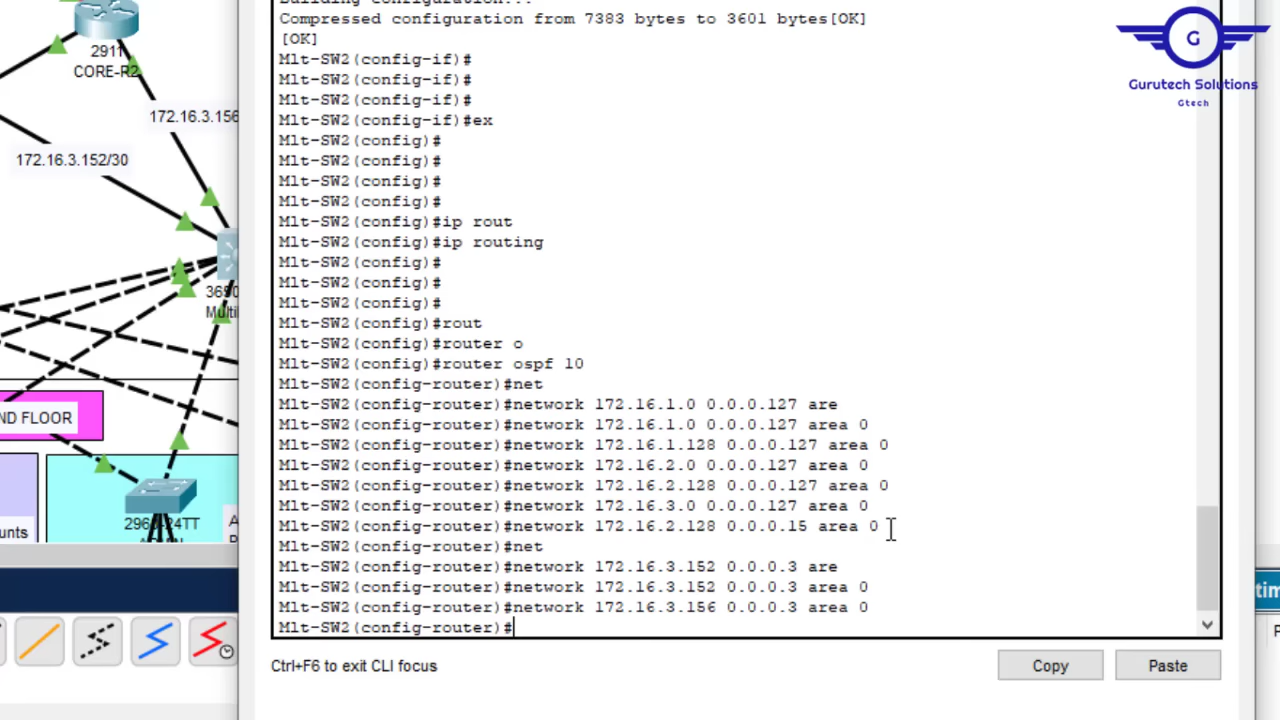 Compressed configuration from 7383 bytes to 3601 bytes[OK]
[OK]
Mlt-SW2(config-if)#
Mlt-SW2(config-if)#
Mlt-SW2(config-if)#
Mlt-SW2(config-if)#ex
Mlt-SW2(config)#
Mlt-SW2(config)#
Mlt-SW2(config)#
Mlt-SW2(config)#
Mlt-SW2(config)#ip rout
Mlt-SW2(config)#ip routing
Mlt-SW2(config)#
Mlt-SW2(config)#
Mlt-SW2(config)#
Mlt-SW2(config)#rout
Mlt-SW2(config)#router o
Mlt-SW2(config)#router ospf 10
Mlt-SW2(config-router)#net
Mlt-SW2(config-router)#network 172.16.1.0 0.0.0.127 are
Mlt-SW2(config-router)#network 172.16.1.0 0.0.0.127 area 0
Mlt-SW2(config-router)#network 172.16.1.128 0.0.0.127 area 0
Mlt-SW2(config-router)#network 172.16.2.0 0.0.0.127 area 0
Mlt-SW2(config-router)#network 172.16.2.128 0.0.0.127 area 0
Mlt-SW2(config-router)#network 172.16.3.0 0.0.0.127 area 0
Mlt-SW2(config-router)#network 172.16.2.128 0.0.0.15 area 0
Mlt-SW2(config-router)#net
Mlt-SW2(config-router)#network 172.16.3.152 0.0.0.3 are
Mlt-SW2(config-router)#network 172.16.3.152 0.0.0.3 area 0
Mlt-SW2(config-router)#network 172.16.3.156 0.0.0.3 area 0
Mlt-SW2(config-router)#
Ctrl+F6 to exit CLI focus
Copy
Paste
2911
CORE-R2
172.16.3.156
172.16.3.152/30
ND FLOOR
G
Gurutech Solutions
Gtech